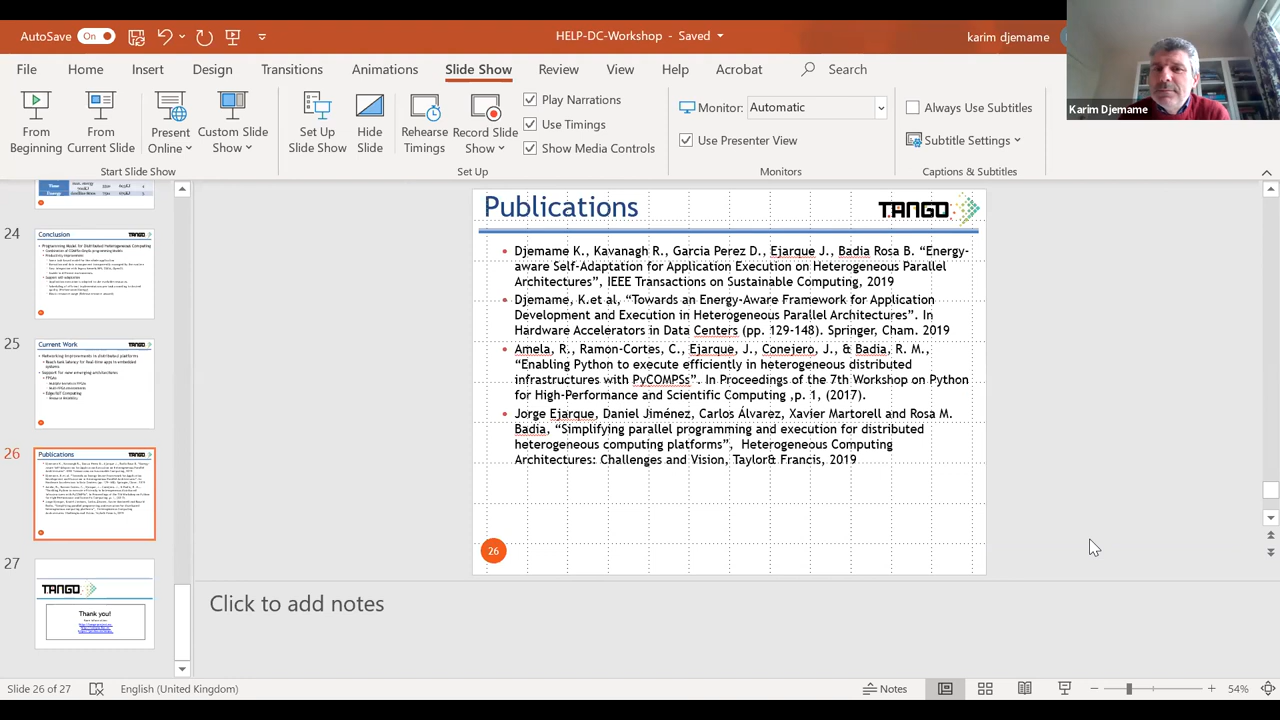 AutoSave On HELP-DC-Workshop - Saved karim djemame
File Home Insert Design Transitions Animations Slide Show Review View Help Acrobat Search
Karim Djemame
From Beginning
From Current Slide
Present Online
Custom Slide Show
Start Slide Show
Set Up Slide Show
Hide Slide
Rehearse Timings
Record Slide Show
Play Narrations
Use Timings
Show Media Controls
Set Up
Monitor: Automatic
Use Presenter View
Monitors
Always Use Subtitles
Subtitle Settings
Captions & Subtitles
24
Conclusion
TANGO
25
Current Work
TANGO
26
Publications
TANGO
27
TANGO
Thank you!
Publications
TANGO
• Djemame K., Kavanagh R., Garcia Perez D., Ejarque J., Badia Rosa B. “Energy-
aware Self-Adaptation for Application Execution on Heterogeneous Parallel
Architectures”, IEEE Transactions on Sustainable Computing, 2019
• Djemame, K.et al, “Towards an Energy-Aware Framework for Application
Development and Execution in Heterogeneous Parallel Architectures”. In
Hardware Accelerators in Data Centers (pp. 129-148). Springer, Cham. 2019
• Amela, R., Ramon-Cortes, C., Ejarque, J., Conejero, J., & Badia, R. M.,
“Enabling Python to execute efficiently in heterogeneous distributed
infrastructures with PyCOMPSs”. In Proceedings of the 7th Workshop on Python
for High-Performance and Scientific Computing ,p. 1, (2017).
• Jorge Ejarque, Daniel Jiménez, Carlos Álvarez, Xavier Martorell and Rosa M.
Badia, “Simplifying parallel programming and execution for distributed
heterogeneous computing platforms”, Heterogeneous Computing
Architectures: Challenges and Vision, Taylor& Francis, 2019
26
Click to add notes
Slide 26 of 27 English (United Kingdom) Notes 54%